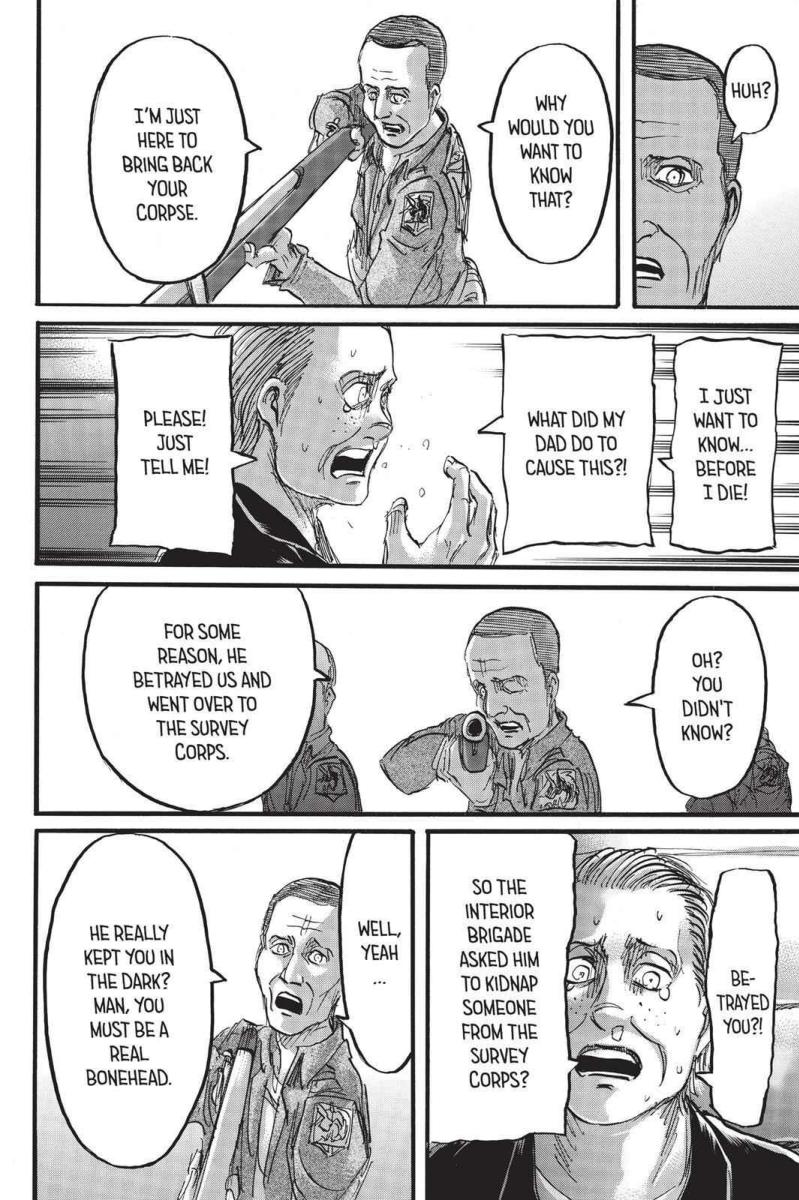 HUH?
WHY
WOULD YOU
WANT TO
KNOW
THAT?
I'M JUST
HERE TO
BRING BACK
YOUR
CORPSE.
I JUST
WANT TO
KNOW...
BEFORE
I DIE!
WHAT DID MY
DAD DO TO
CAUSE THIS?!
PLEASE!
JUST
TELL ME!
OH?
YOU
DIDN'T
KNOW?
FOR SOME
REASON, HE
BETRAYED US AND
WENT OVER TO
THE SURVEY
CORPS.
BE-
TRAYED
YOU?!
SO THE
INTERIOR
BRIGADE
ASKED HIM
TO KIDNAP
SOMEONE
FROM THE
SURVEY
CORPS?
WELL,
YEAH
...
HE REALLY
KEPT YOU IN
THE DARK?
MAN, YOU
MUST BE A
REAL
BONEHEAD.